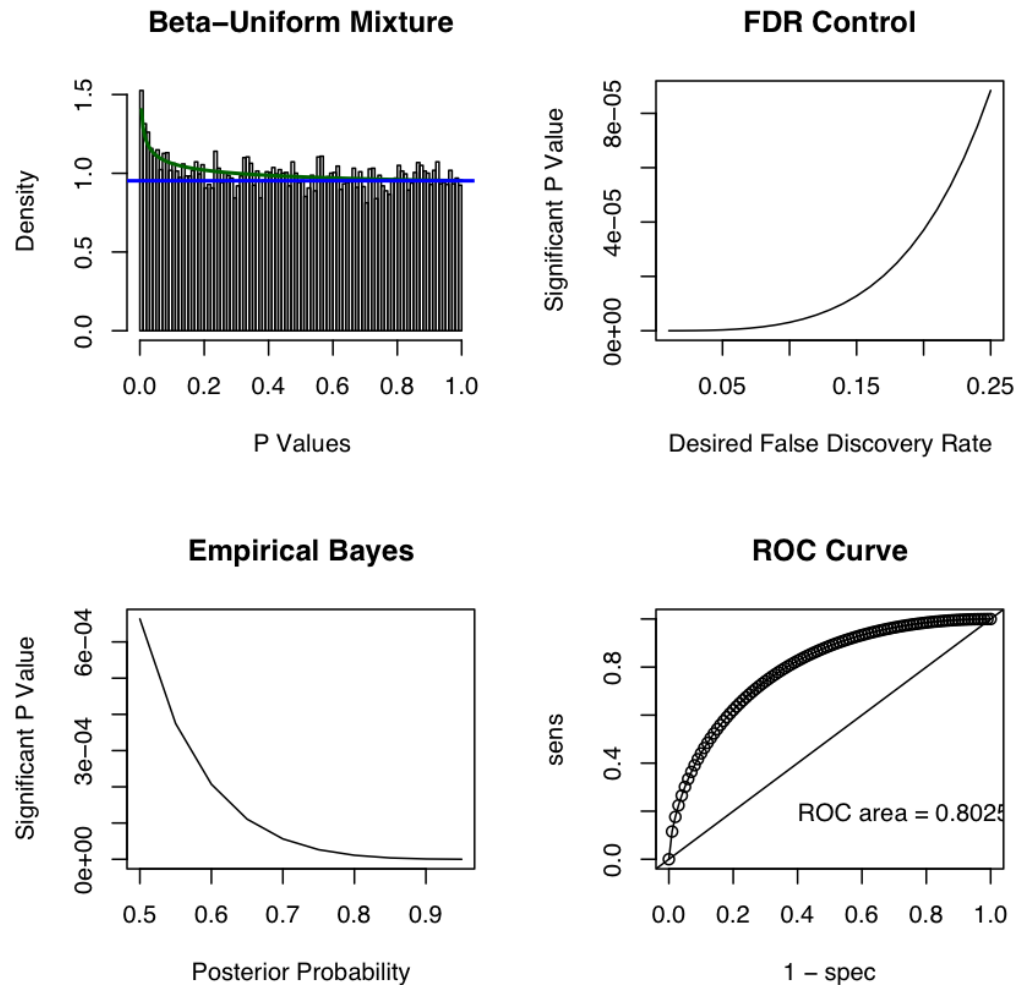 Beta−Uniform Mixture
Density
0.0 0.5 1.0 1.5
0.0 0.2 0.4 0.6 0.8 1.0
P Values
FDR Control
Significant P Value
0e+00 4e−05 8e−05
0.05 0.15 0.25
Desired False Discovery Rate
Empirical Bayes
Significant P Value
0e+00 3e−04 6e−04
0.5 0.6 0.7 0.8 0.9
Posterior Probability
ROC Curve
sens
0.0 0.4 0.8
ROC area = 0.8025
0.0 0.2 0.4 0.6 0.8 1.0
1 − spec